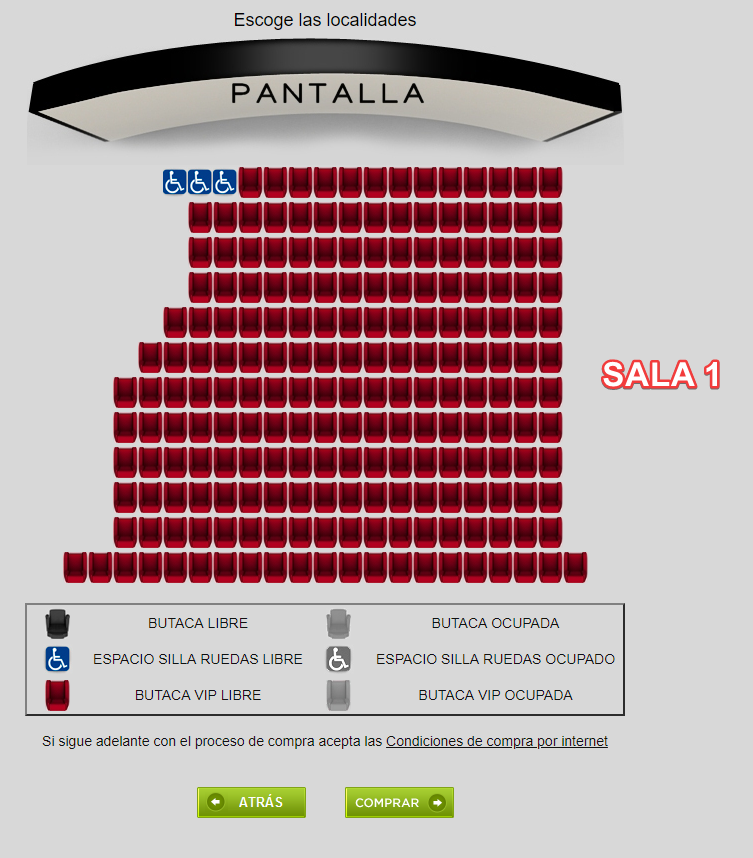 Escoge las localidades
PANTALLA
SALA 1
BUTACA LIBRE
BUTACA OCUPADA
ESPACIO SILLA RUEDAS LIBRE
ESPACIO SILLA RUEDAS OCUPADO
BUTACA VIP LIBRE
BUTACA VIP OCUPADA
Si sigue adelante con el proceso de compra acepta las Condiciones de compra por internet
ATRÁS
COMPRAR